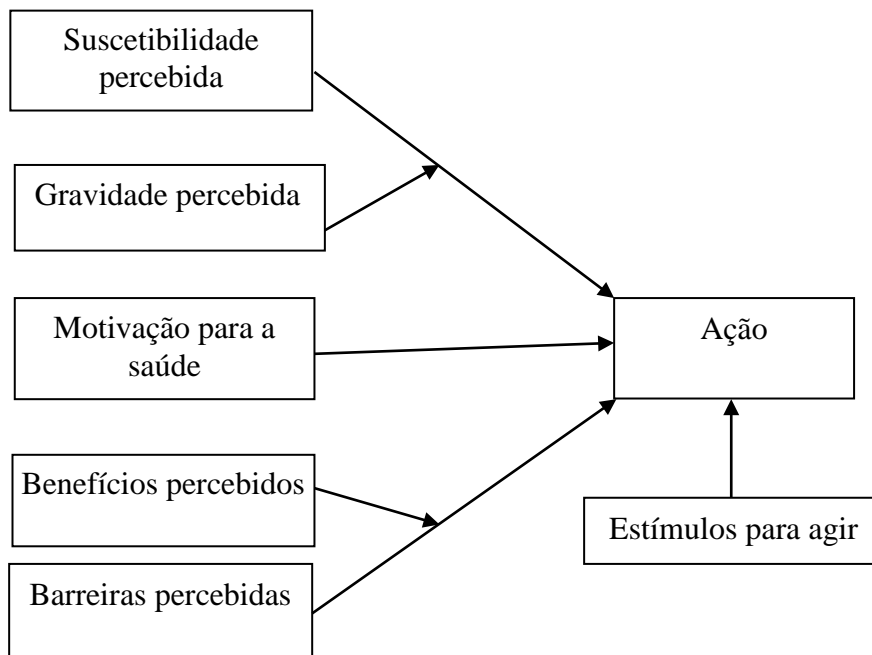 Suscetibilidade
percebida
Gravidade percebida
Motivação para a
saúde
Ação
Benefícios percebidos
Estímulos para agir
Barreiras percebidas